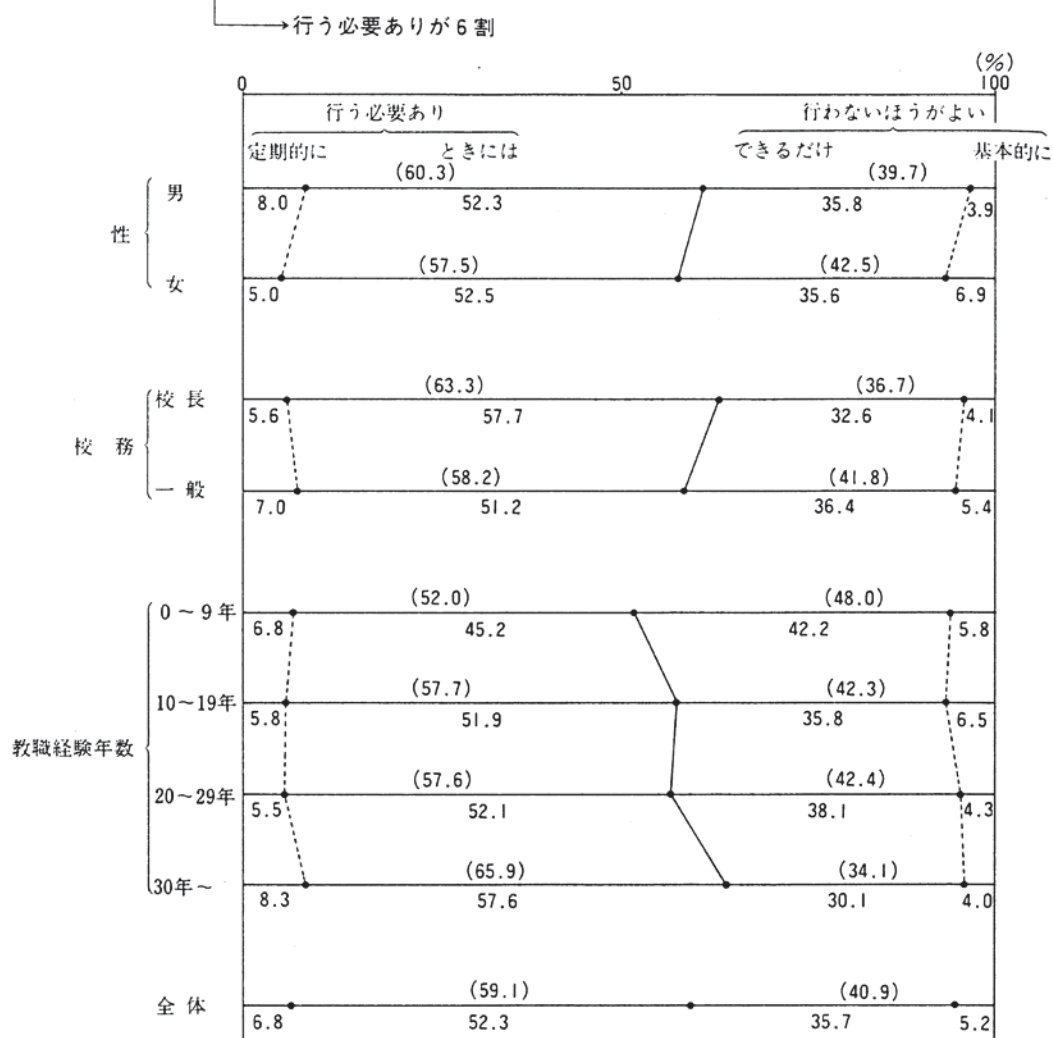 行う必要ありが6割
(%)
0 50 100
行う必要あり 行わないほうがよい
定期的に ときには できるだけ 基本的に
(60.3) (39.7)
男
8.0 52.3 35.8 3.9
性
(57.5) (42.5)
女
5.0 52.5 35.6 6.9
(63.3) (36.7)
校長
5.6 57.7 32.6 4.1
校務
(58.2) (41.8)
一般
7.0 51.2 36.4 5.4
(52.0) (48.0)
0～9年
6.8 45.2 42.2 5.8
(57.7) (42.3)
10～19年
5.8 51.9 35.8 6.5
教職経験年数
(57.6) (42.4)
20～29年
5.5 52.1 38.1 4.3
(65.9) (34.1)
30年～
8.3 57.6 30.1 4.0
(59.1) (40.9)
全体
6.8 52.3 35.7 5.2